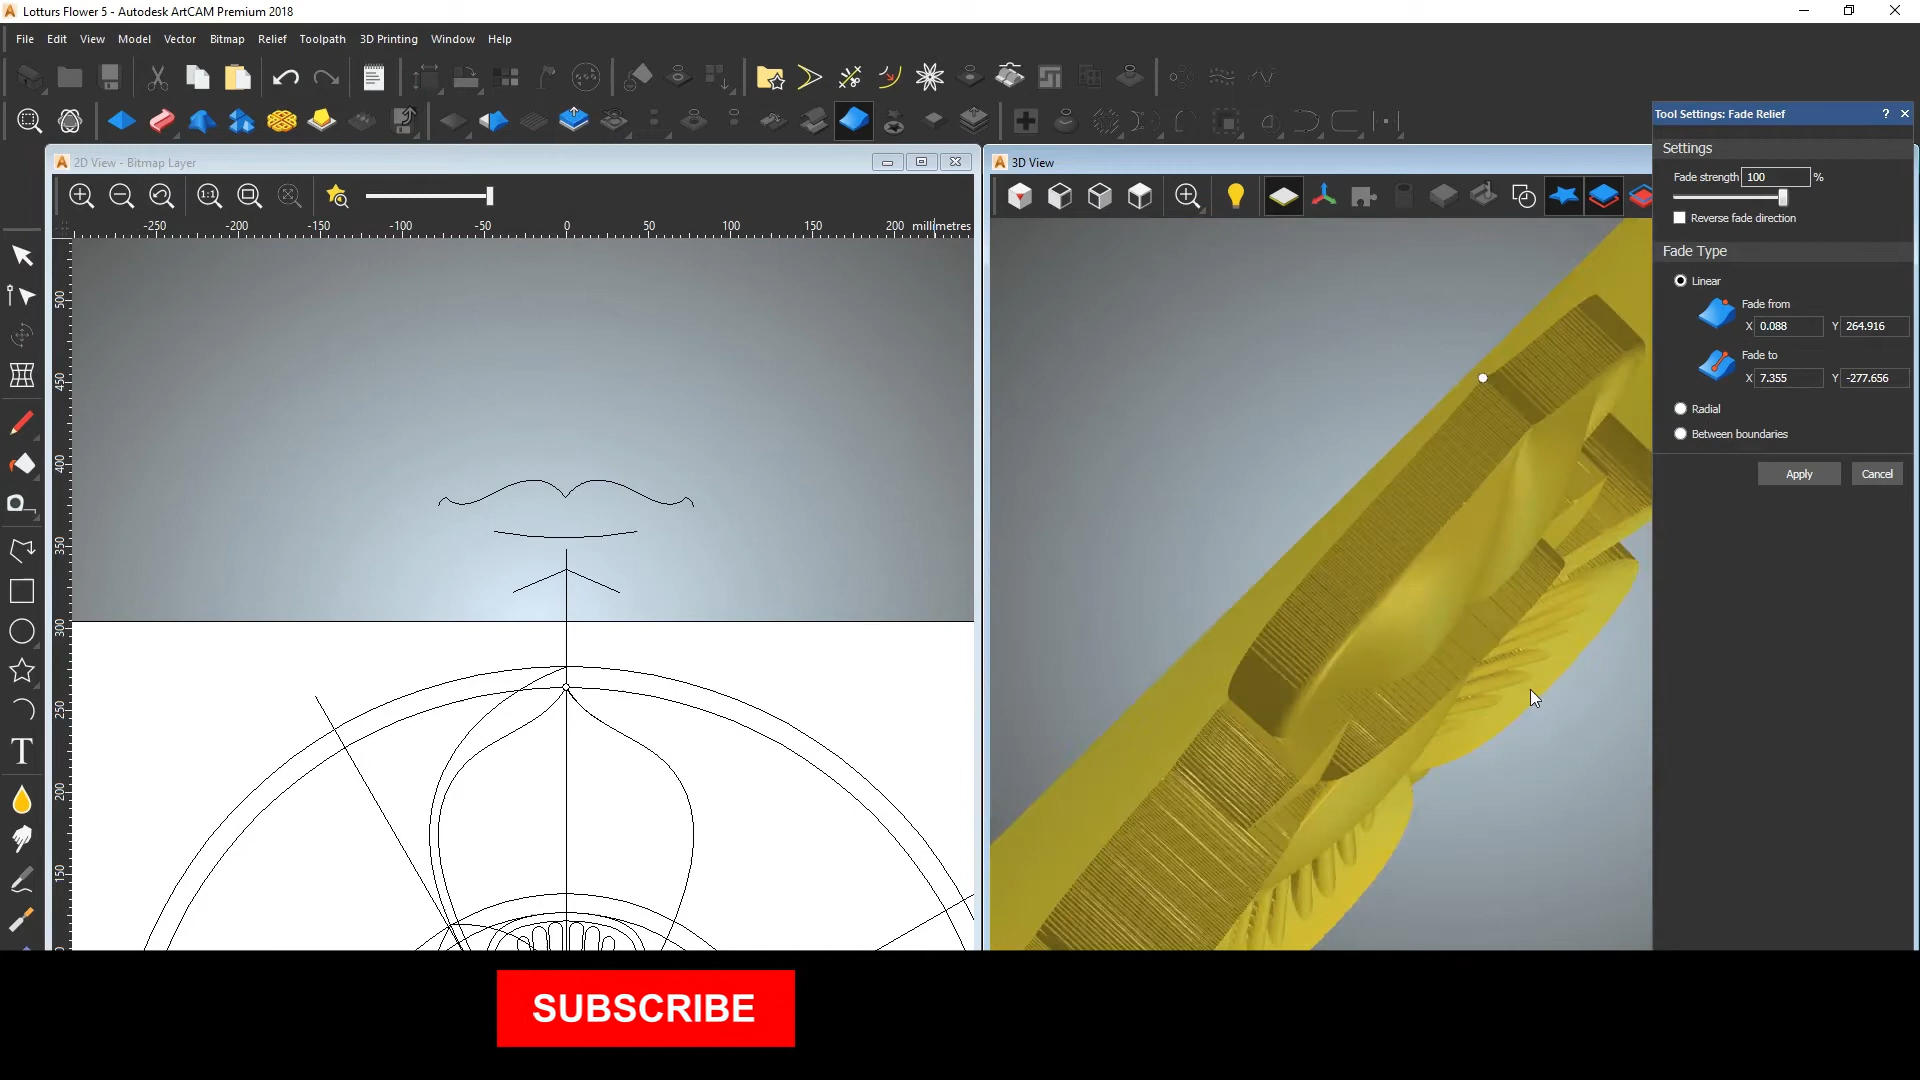 Lotturs Flower 5 - Autodesk ArtCAM Premium 2018
File Edit View Model Vector Bitmap Relief Toolpath 3D Printing Window Help
Tool Settings: Fade Relief ?
Settings
Fade strength 100 %
Reverse fade direction
Fade Type
Linear
Fade from
X 0.088 Y 264.916
Fade to
X 7.355 Y -277.656
Radial
Between boundaries
Apply Cancel
2D View - Bitmap Layer
1:1
-250 -200 -150 -100 -50 0 50 100 150 200 millimetres
500
450
400
350
300
250
200
150
3D View
T
SUBSCRIBE